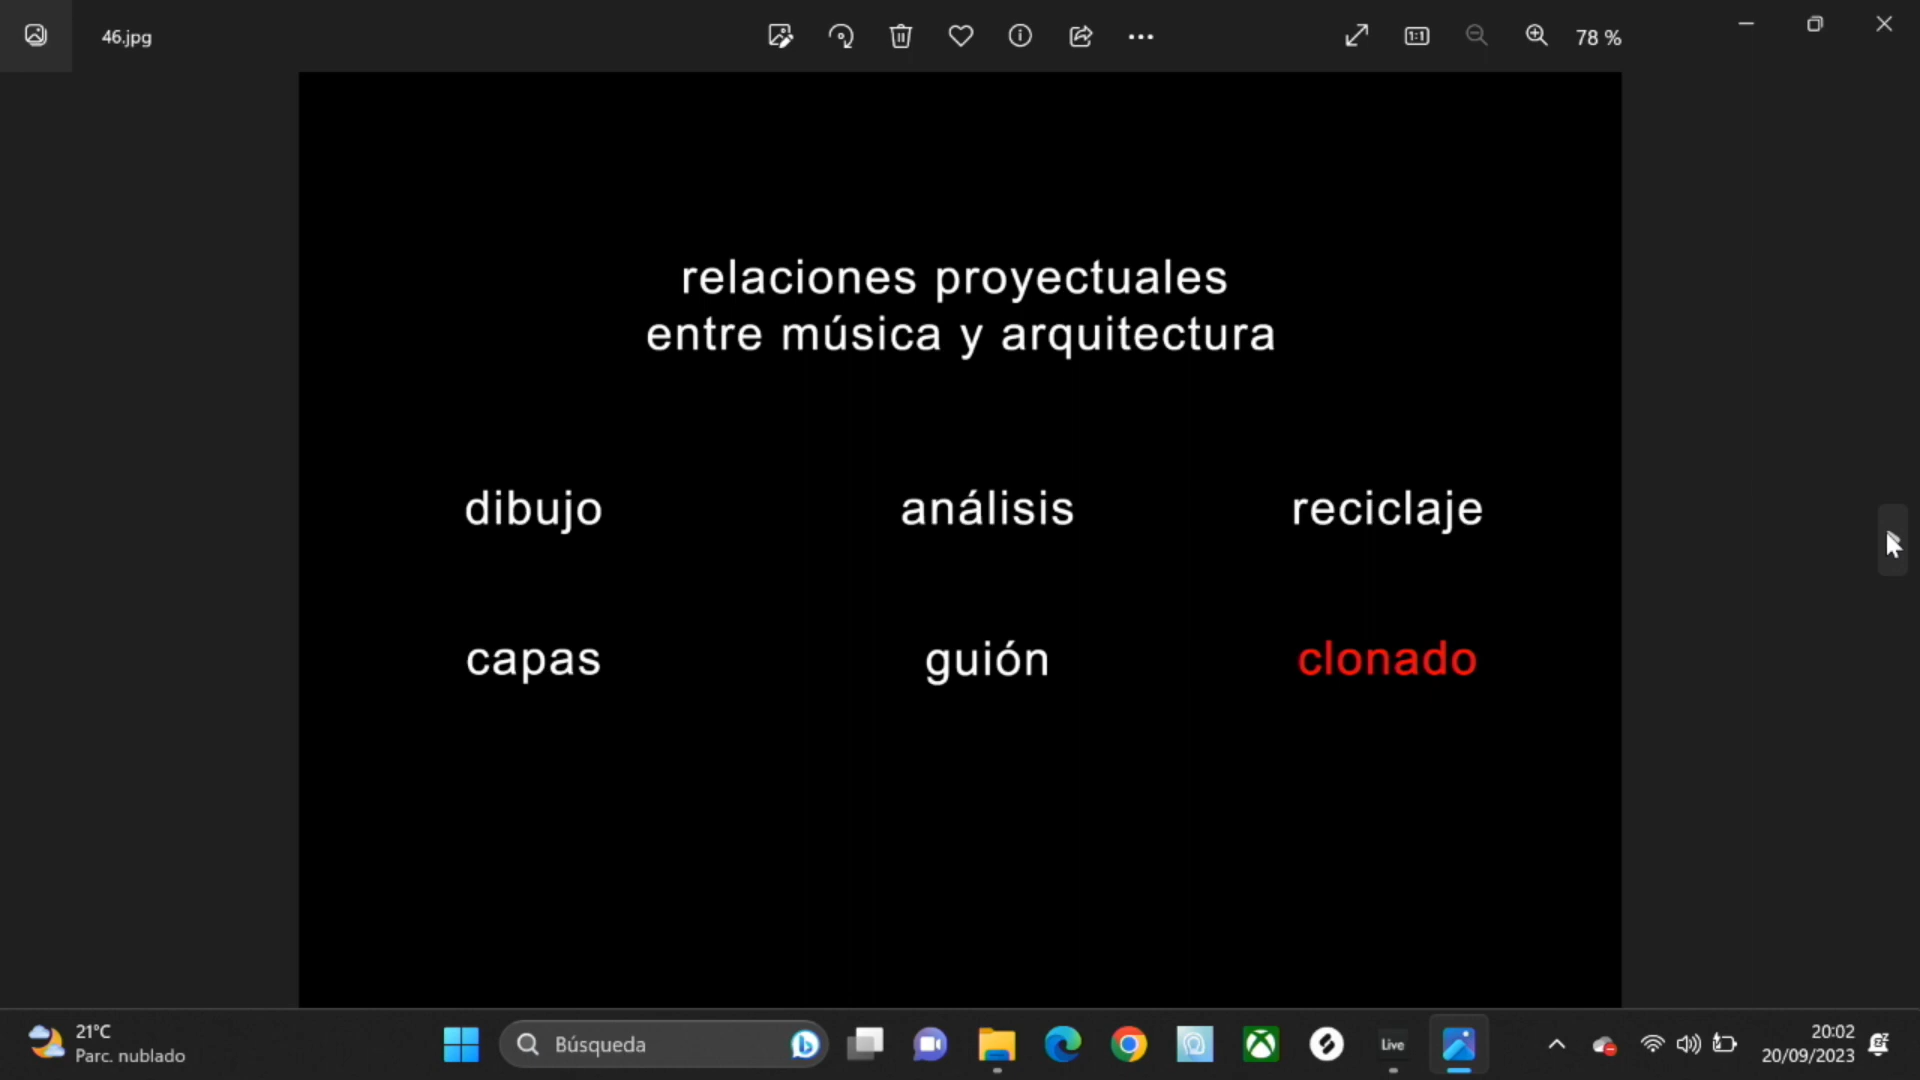 46.jpg
78 %
relaciones proyectuales
entre música y arquitectura
dibujo análisis reciclaje
capas guión clonado
21°C
Parc. nublado
Búsqueda
Live
20:02
20/09/2023